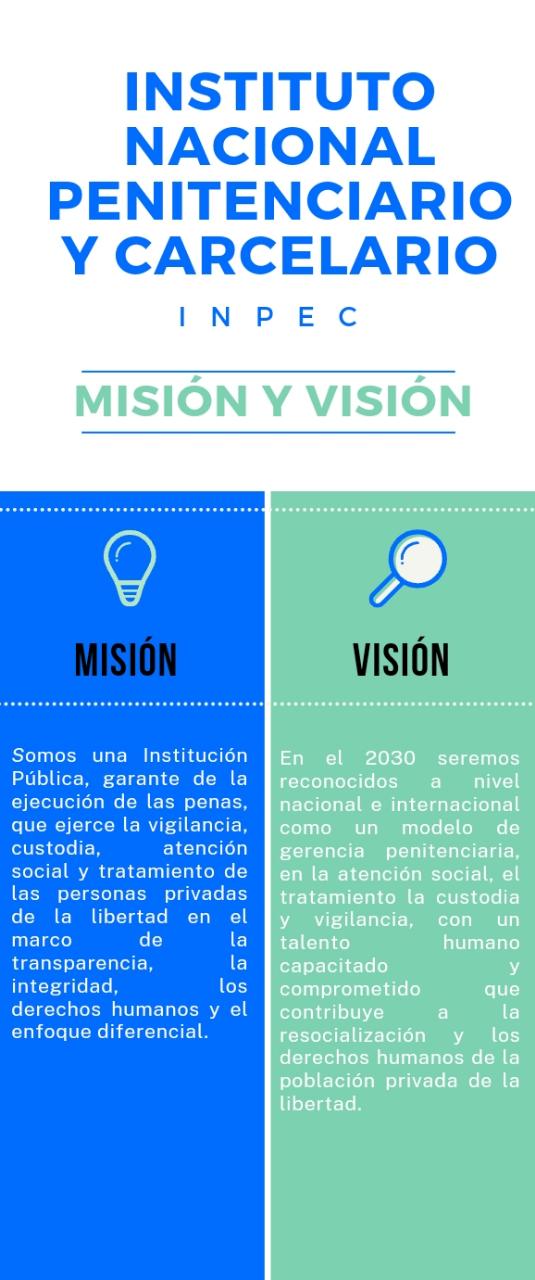 INSTITUTO
NACIONAL
PENITENCIARIO
Y CARCELARIO
INPEC
MISIÓN Y VISIÓN
MISIÓN
Somos una Institución
Pública, garante de la
ejecución de las penas,
que ejerce la vigilancia,
custodia, atención
social y tratamiento de
las personas privadas
de la libertad en el
marco de la
transparencia, la
integridad, los
derechos humanos y el
enfoque diferencial.
VISIÓN
En el 2030 seremos
reconocidos a nivel
nacional e internacional
como un modelo de
gerencia penitenciaria,
en la atención social, el
tratamiento la custodia
y vigilancia, con un
talento humano
capacitado y
comprometido que
contribuye a la
resocialización y los
derechos humanos de la
población privada de la
libertad.